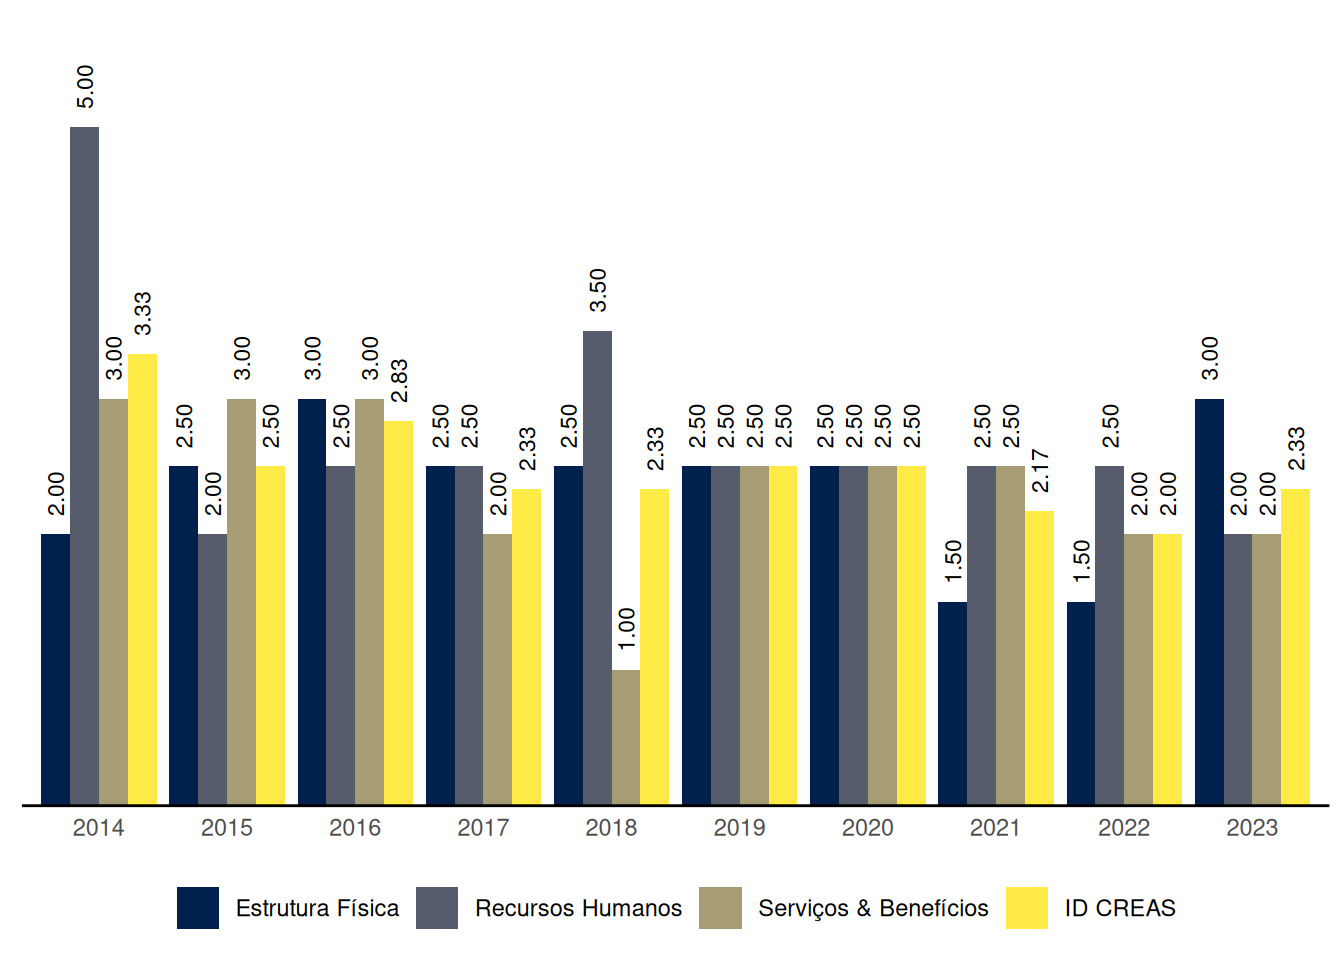 2.00 5.00 3.00 3.33
2.50 2.00 3.00 2.50
3.00 2.50 3.00 2.83
2.50 2.50 2.00 2.33
2.50 3.50 1.00 2.33
2.50 2.50 2.50 2.50
2.50 2.50 2.50 2.50
1.50 2.50 2.50 2.17
1.50 2.50 2.00 2.00
3.00 2.00 2.00 2.33
2014 2015 2016 2017 2018 2019 2020 2021 2022 2023
Estrutura Física Recursos Humanos Serviços & Benefícios ID CREAS